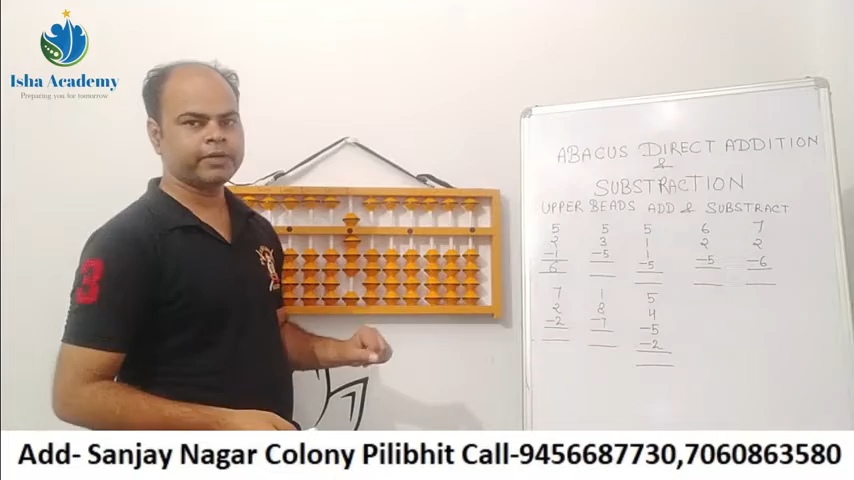 Isha Academy
Preparing you for tomorrow
ABACUS DIRECT ADDITION
&
SUBSTRACTION
UPPER BEADS ADD & SUBSTRACT
5 5 5 6 7
2 3 1 2 2
-1 -5 1 -5 -6
6 -5
7 1 5
2 8 4
-2 -7 -5
-2
3
Add- Sanjay Nagar Colony Pilibhit Call-9456687730,7060863580